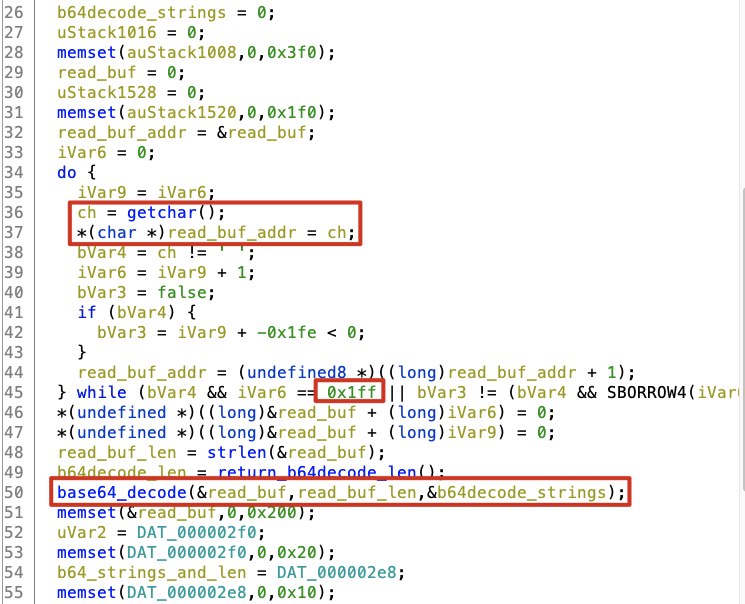 26 b64decode_strings = 0;
27 uStack1016 = 0;
28 memset(auStack1008,0,0x3f0);
29 read_buf = 0;
30 uStack1528 = 0;
31 memset(auStack1520,0,0x1f0);
32 read_buf_addr = &read_buf;
33 iVar6 = 0;
34 do {
35 iVar9 = iVar6;
36 ch = getchar();
37 *(char *)read_buf_addr = ch;
38 bVar4 = ch != ' ';
39 iVar6 = iVar9 + 1;
40 bVar3 = false;
41 if (bVar4) {
42 bVar3 = iVar9 + -0x1fe < 0;
43 }
44 read_buf_addr = (undefined8 *)((long)read_buf_addr + 1);
45 } while (bVar4 && iVar6 == 0x1ff || bVar3 != (bVar4 && SBORROW4(iVar
46 *(undefined *)((long)&read_buf + (long)iVar6) = 0;
47 *(undefined *)((long)&read_buf + (long)iVar9) = 0;
48 read_buf_len = strlen(&read_buf);
49 b64decode_len = return_b64decode_len();
50 base64_decode(&read_buf,read_buf_len,&b64decode_strings);
51 memset(&read_buf,0,0x200);
52 uVar2 = DAT_000002f0;
53 memset(DAT_000002f0,0,0x20);
54 b64_strings_and_len = DAT_000002e8;
55 memset(DAT_000002e8,0,0x10);